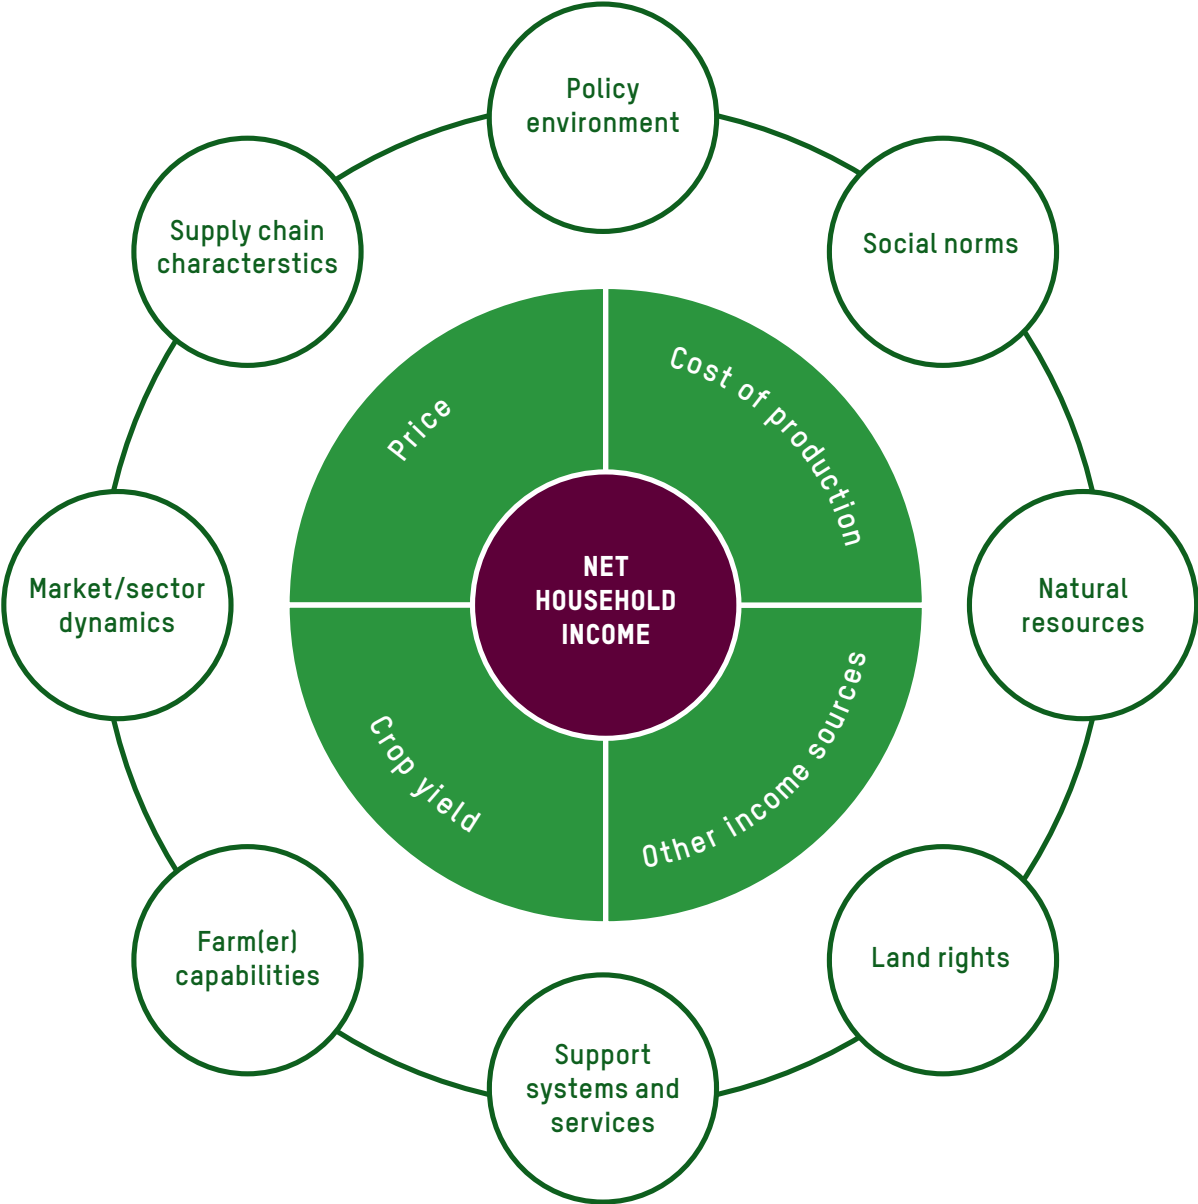 Policy
environment
Supply chain
characterstics
Social norms
Cost of production
Price
NET
HOUSEHOLD
INCOME
Market/sector
dynamics
Natural
resources
Crop yield
Other income sources
Farm(er)
capabilities
Land rights
Support
systems and
services